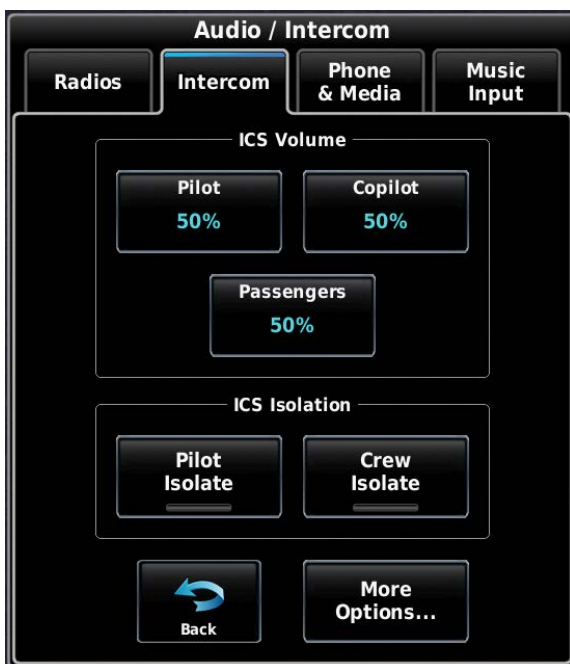 Audio / Intercom
Radios
Intercom
Phone
& Media
Music
Input
ICS Volume
Pilot
50%
Copilot
50%
Passengers
50%
ICS Isolation
Pilot
Isolate
Crew
Isolate
Back
More
Options...